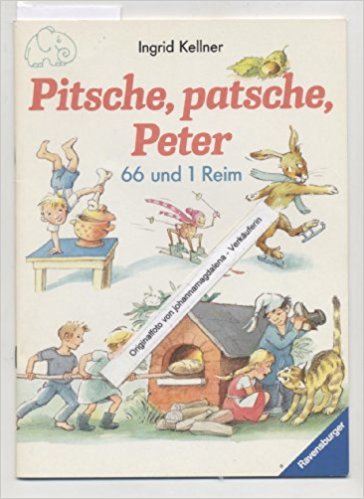 Ingrid Kellner
Pitsche, patsche,
Peter
66 und 1 Reim
Originalfoto von johannamagdalena - Verkäuferin
Ravensburger